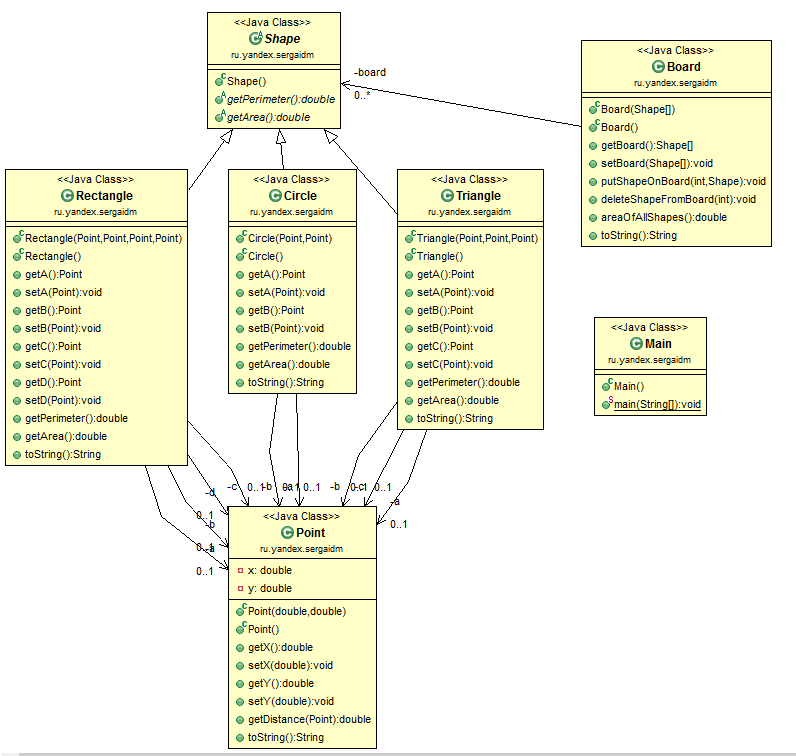 <<Java Class>>
Shape
ru.yandex.sergaidm
Shape()
getPerimeter():double
getArea():double
-board
0..*
<<Java Class>>
Board
ru.yandex.sergaidm
Board(Shape[])
Board()
getBoard():Shape[]
setBoard(Shape[]):void
putShapeOnBoard(int,Shape):void
deleteShapeFromBoard(int):void
areaOfAllShapes():double
toString():String
<<Java Class>>
Rectangle
ru.yandex.sergaidm
Rectangle(Point,Point,Point,Point)
Rectangle()
getA():Point
setA(Point):void
getB():Point
setB(Point):void
getC():Point
setC(Point):void
getD():Point
setD(Point):void
getPerimeter():double
getArea():double
toString():String
<<Java Class>>
Circle
ru.yandex.sergaidm
Circle(Point,Point)
Circle()
getA():Point
setA(Point):void
getB():Point
setB(Point):void
getPerimeter():double
getArea():double
toString():String
<<Java Class>>
Triangle
ru.yandex.sergaidm
Triangle(Point,Point,Point)
Triangle()
getA():Point
setA(Point):void
getB():Point
setB(Point):void
getC():Point
setC(Point):void
getPerimeter():double
getArea():double
toString():String
<<Java Class>>
Main
ru.yandex.sergaidm
Main()
main(String[]):void
-c
0..1
-b
0..1
-a
0..1
-b
0..1
-c
0..1
-a
0..1
-d
0..1
-b
0..1
-a
0..1
<<Java Class>>
Point
ru.yandex.sergaidm
x: double
y: double
Point(double,double)
Point()
getX():double
setX(double):void
getY():double
setY(double):void
getDistance(Point):double
toString():String